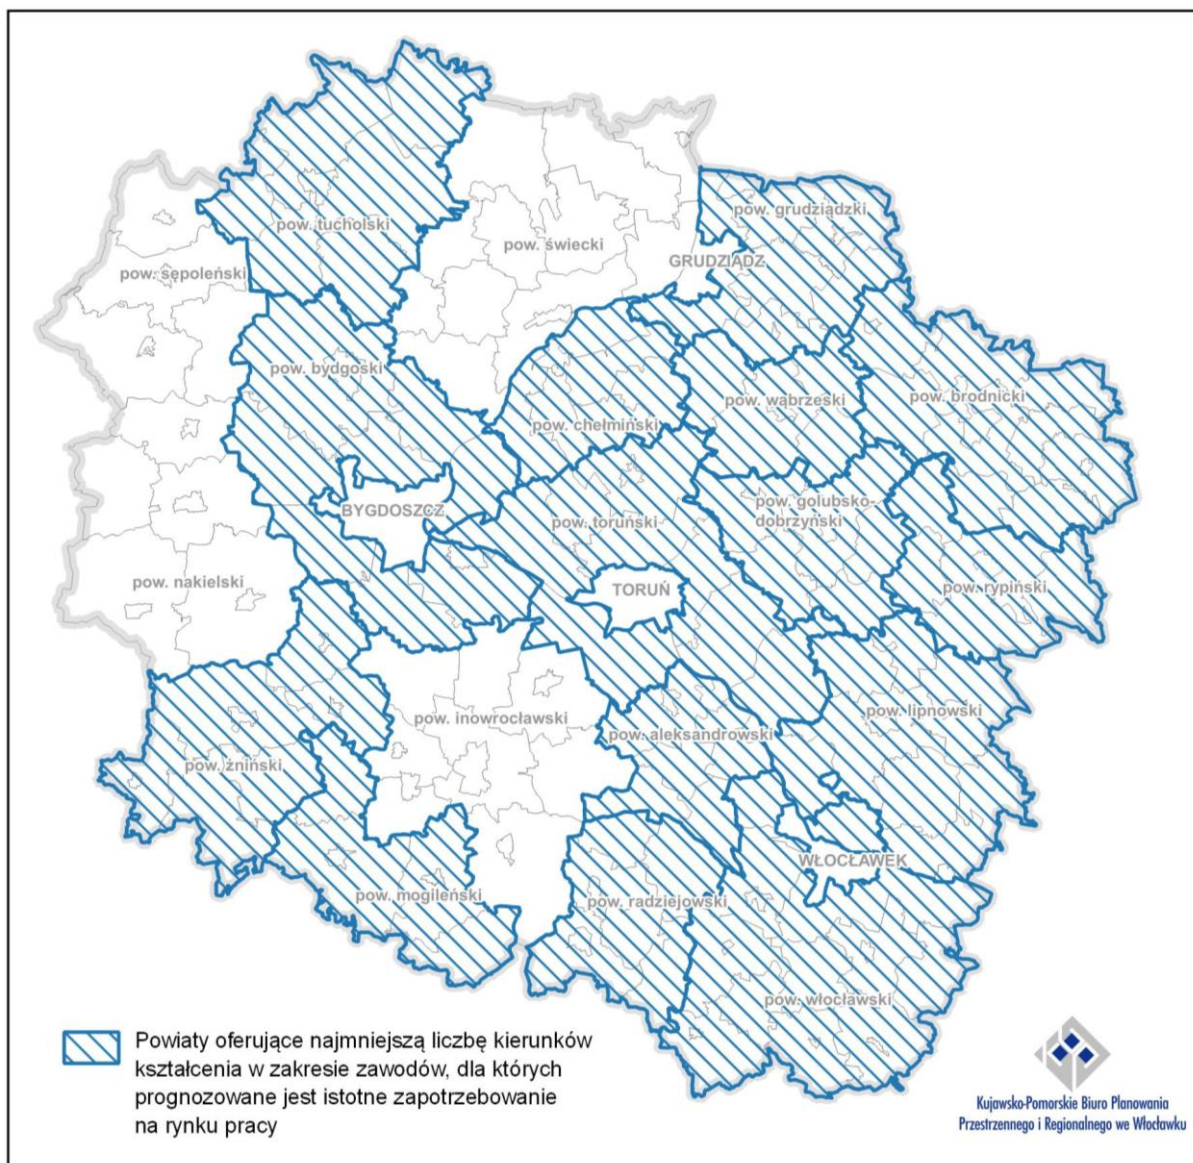 pow. grudziądzki
pow. tucholski
pow. świecki
GRUDZIĄDZ
pow. sępoleński
pow. bydgoski
pow. wąbrzeski
pow. brodnicki
pow. chełmiński
pow. golubsko-
dobrzyński
BYGDOSZCZ
pow. toruński
pow. nakielski
TORUŃ
pow. rypiński
pow. inowrocławski
pow. lipnowski
pow. aleksandrowski
pow. żniński
WŁOCŁAWEK
pow. mogileński
pow. radziejowski
pow. włocławski
Powiaty oferujące najmniejszą liczbę kierunków
kształcenia w zakresie zawodów, dla których
prognozowane jest istotne zapotrzebowanie
na rynku pracy
Kujawsko-Pomorskie Biuro Planowania
Przestrzennego i Regionalnego we Włocławku